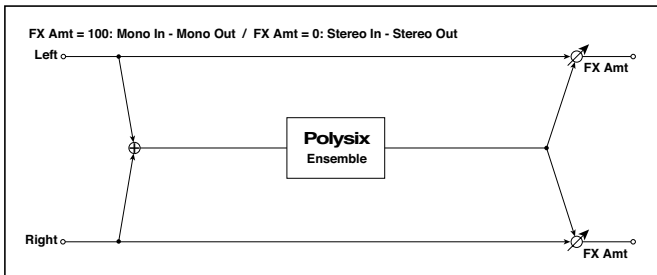 FX Amt = 100: Mono In - Mono Out / FX Amt = 0: Stereo In - Stereo Out
Left
FX Amt
Polysix
Ensemble
Right
FX Amt